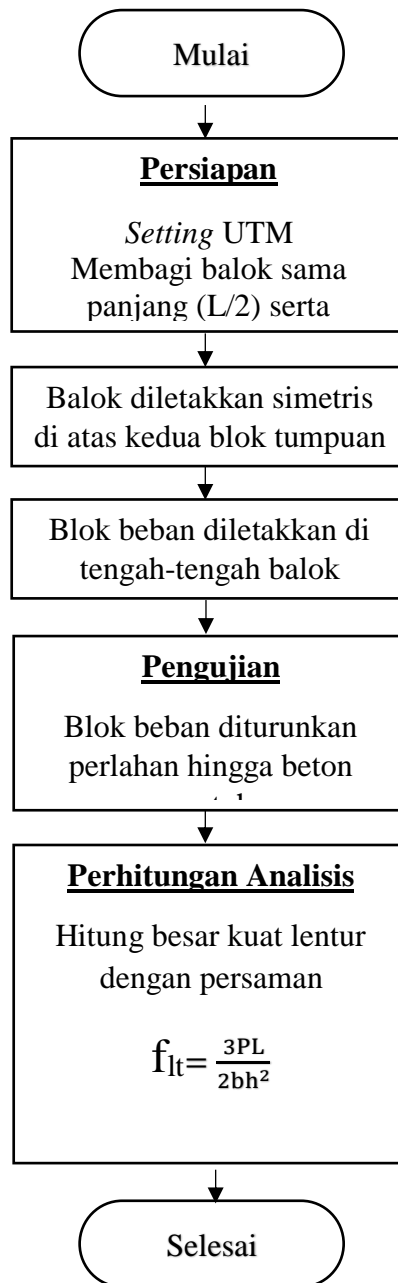 Mulai
Persiapan
Setting UTM
Membagi balok sama
panjang (L/2) serta
Balok diletakkan simetris
di atas kedua blok tumpuan
Blok beban diletakkan di
tengah-tengah balok
Pengujian
Blok beban diturunkan
perlahan hingga beton
Perhitungan Analisis
Hitung besar kuat lentur
dengan persaman
flt= 3PL/2bh²
Selesai